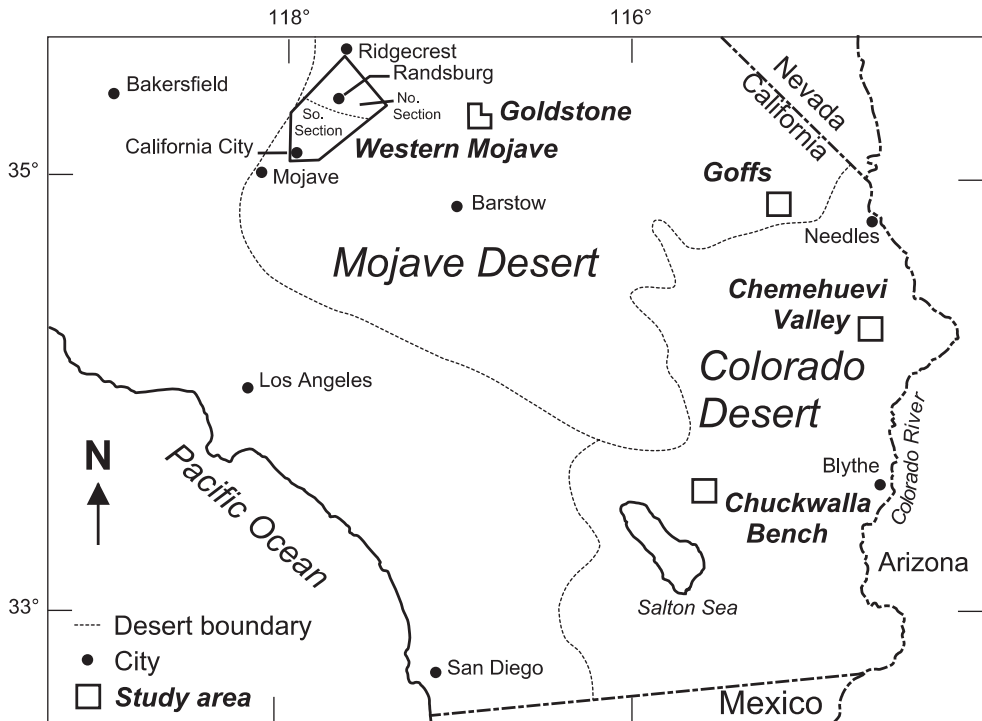 118°
116°
Ridgecrest
Bakersfield
Randsburg
No.
Section
So.
Section
Goldstone
California City
Western Mojave
Nevada
California
35°
Mojave
Goffs
Barstow
Needles
Mojave Desert
Chemehuevi
Valley
Colorado
Desert
Los Angeles
Colorado River
N
Pacific Ocean
Blythe
Chuckwalla
Bench
Arizona
33°
Salton Sea
Desert boundary
City
Study area
San Diego
Mexico